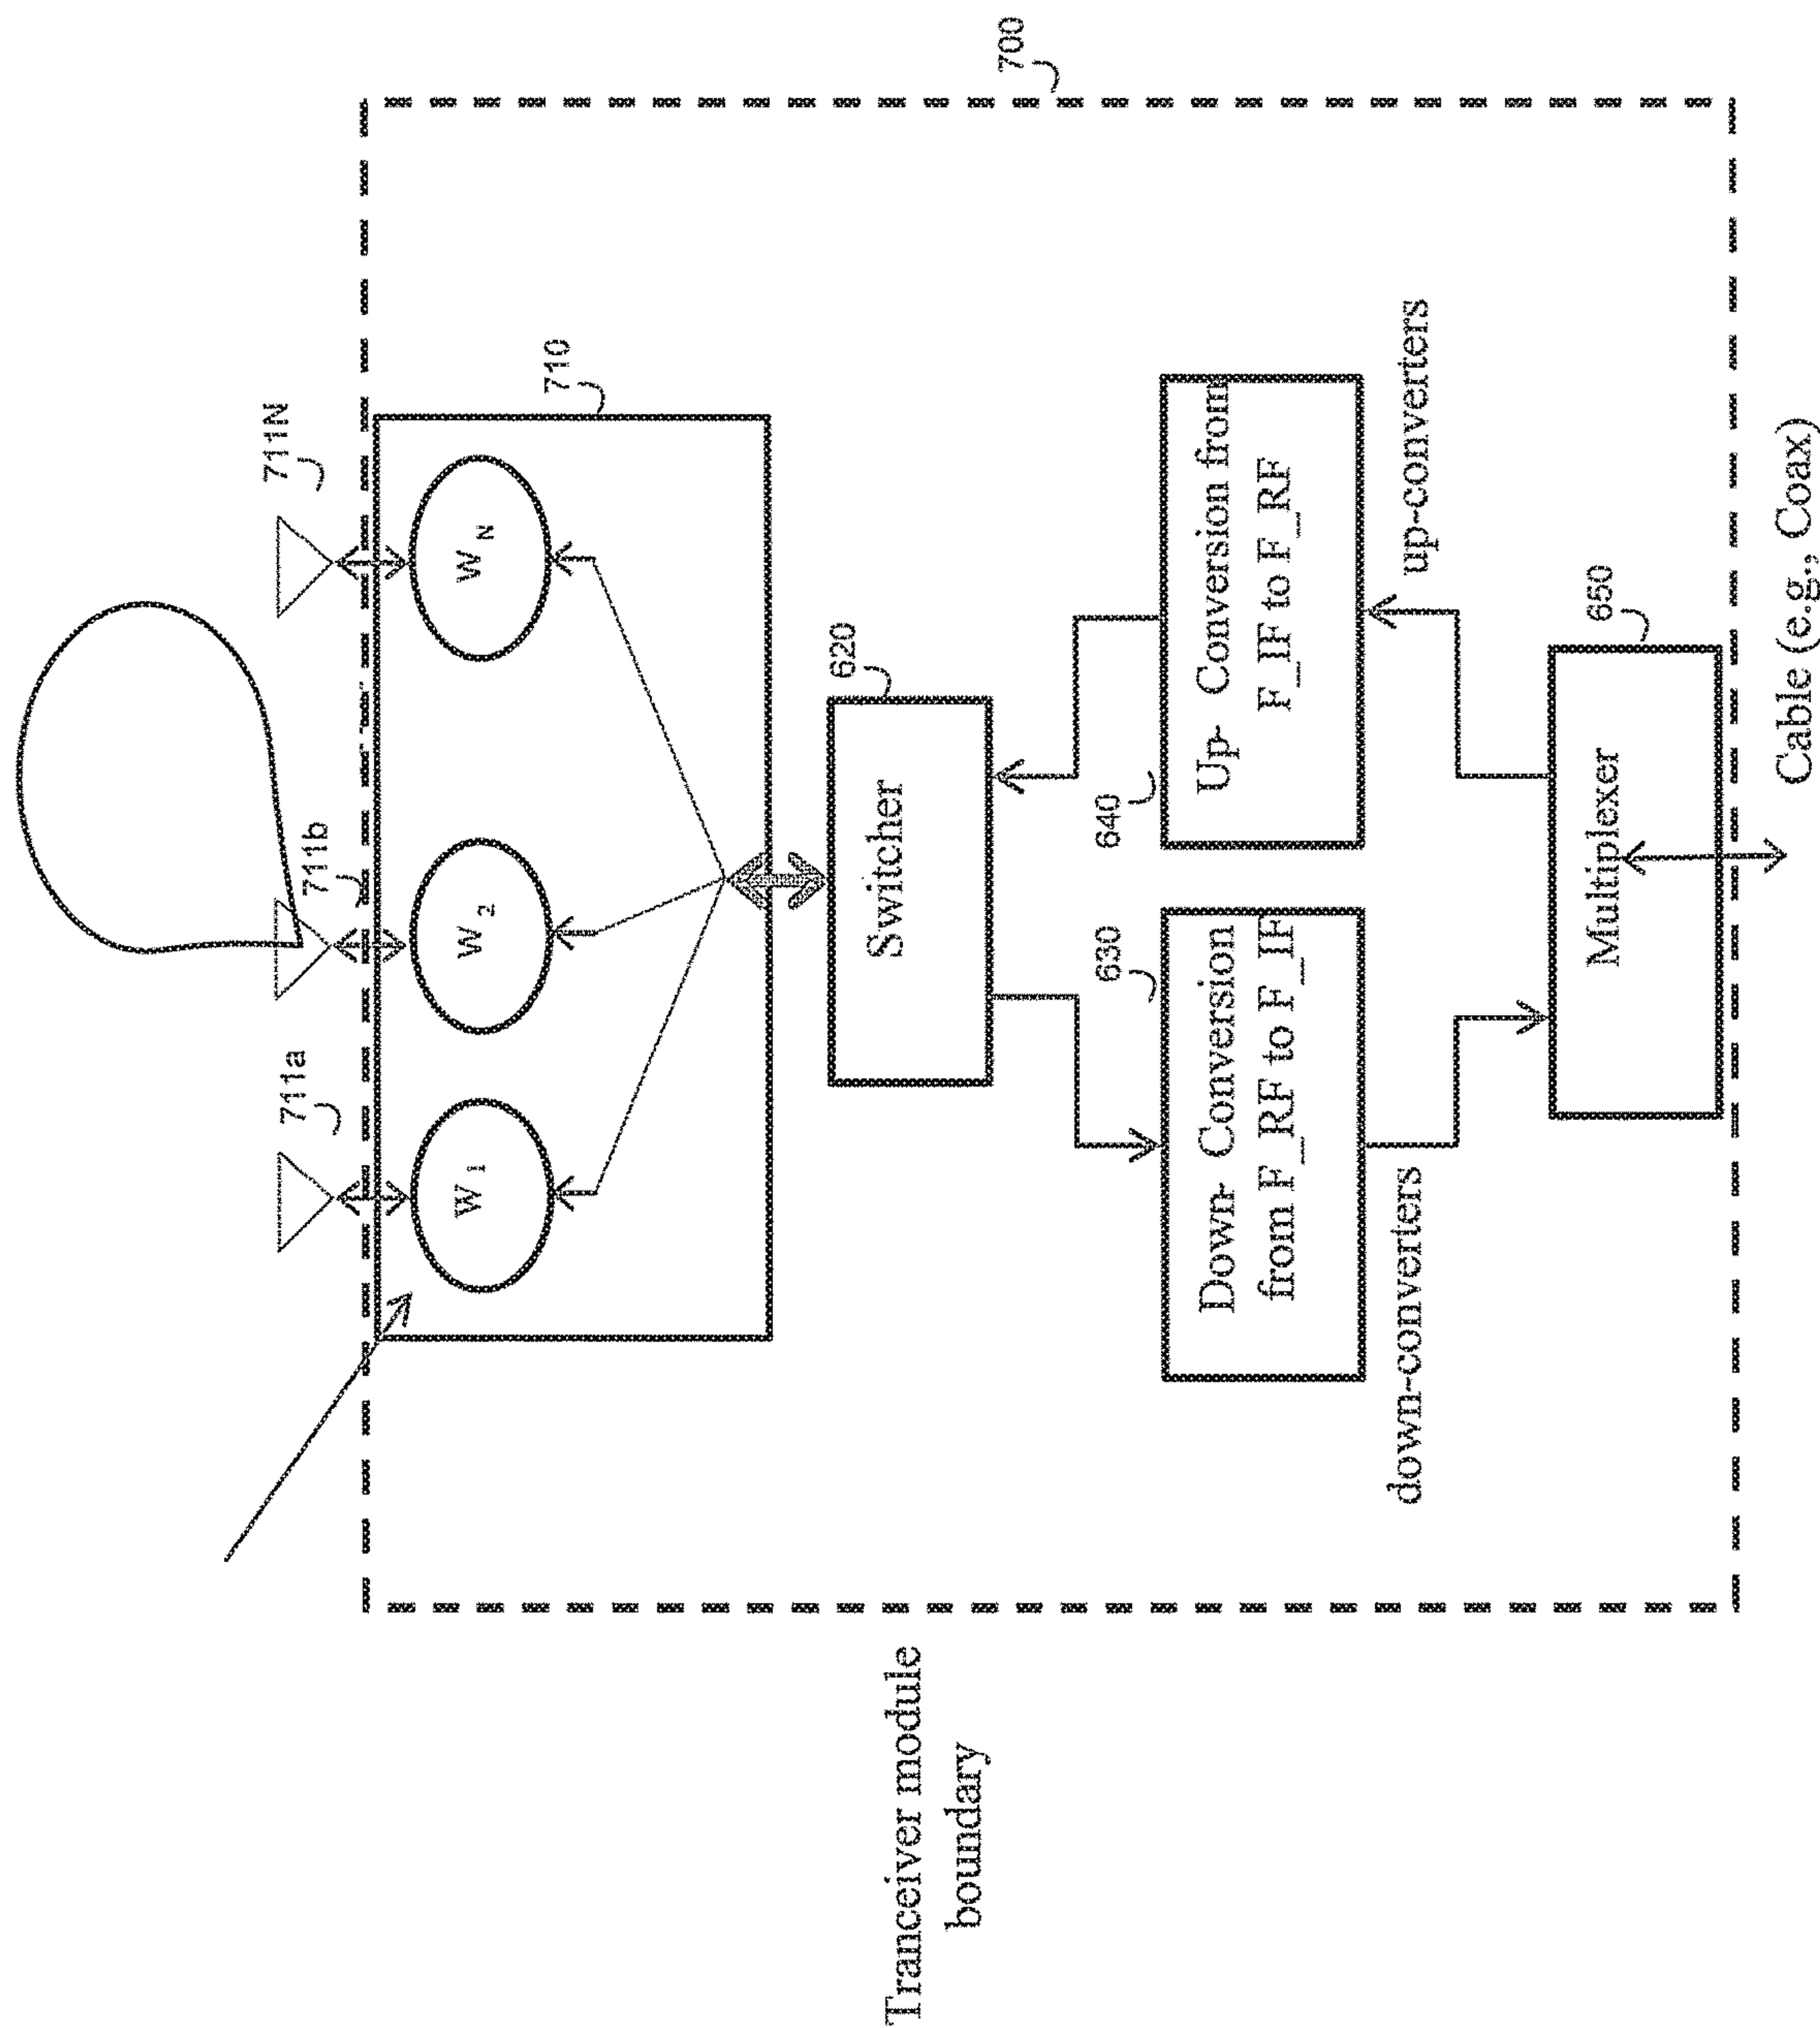 700
711a
711b
711N
710
W 1
W 2
W N
620
Switcher
Tranceiver module
boundary
630
Down- Conversion
from F_RF to F_IF
640
Up- Conversion from
F_IF to F_RF
down-converters
up-converters
650
Multiplexer
Cable (e.g., Coax)